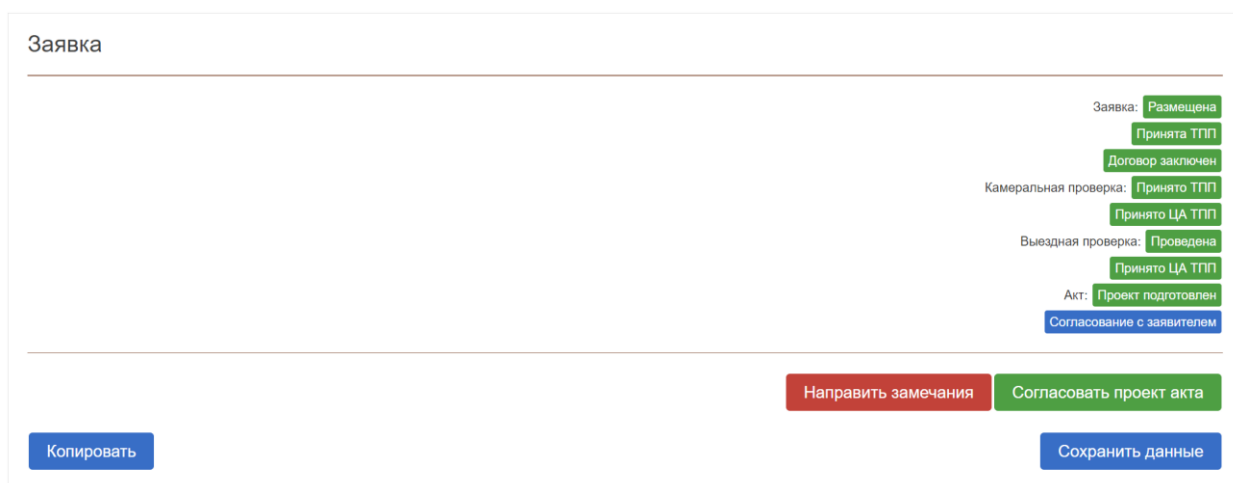 Заявка
Заявка: Размещена
Принята ТПП
Договор заключен
Камеральная проверка: Принято ТПП
Принято ЦА ТПП
Выездная проверка: Проведена
Принято ЦА ТПП
Акт: Проект подготовлен
Согласование с заявителем
Направить замечания Согласовать проект акта
Копировать Сохранить данные